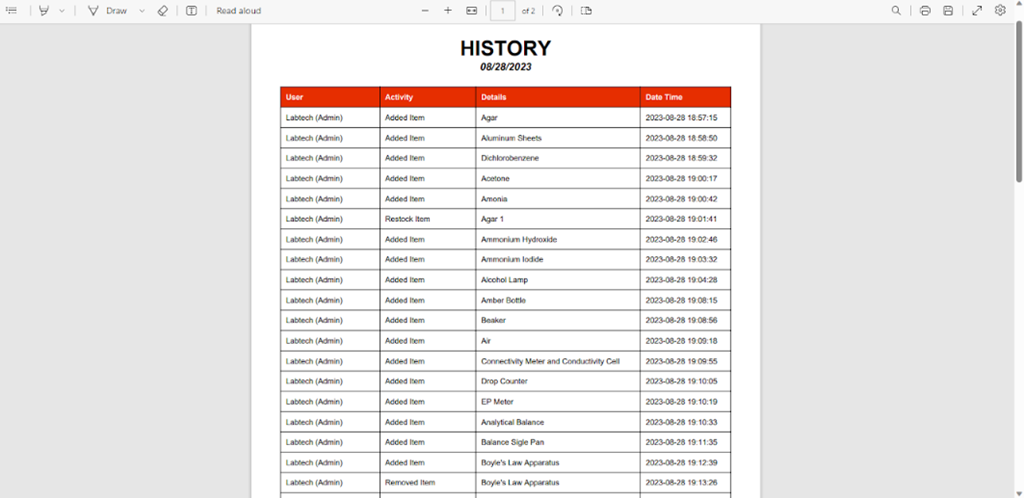 Draw Read aloud 1 of 2
HISTORY
08/28/2023
User Activity Details Date Time
Labtech (Admin) Added Item Agar 2023-08-28 18:57:15
Labtech (Admin) Added Item Aluminum Sheets 2023-08-28 18:58:50
Labtech (Admin) Added Item Dichlorobenzene 2023-08-28 18:59:32
Labtech (Admin) Added Item Acetone 2023-08-28 19:00:17
Labtech (Admin) Added Item Amonia 2023-08-28 19:00:42
Labtech (Admin) Restock Item Agar 1 2023-08-28 19:01:41
Labtech (Admin) Added Item Ammonium Hydroxide 2023-08-28 19:02:46
Labtech (Admin) Added Item Ammonium Iodide 2023-08-28 19:03:32
Labtech (Admin) Added Item Alcohol Lamp 2023-08-28 19:04:28
Labtech (Admin) Added Item Amber Bottle 2023-08-28 19:08:15
Labtech (Admin) Added Item Beaker 2023-08-28 19:08:56
Labtech (Admin) Added Item Air 2023-08-28 19:09:18
Labtech (Admin) Added Item Connectivity Meter and Conductivity Cell 2023-08-28 19:09:55
Labtech (Admin) Added Item Drop Counter 2023-08-28 19:10:05
Labtech (Admin) Added Item EP Meter 2023-08-28 19:10:19
Labtech (Admin) Added Item Analytical Balance 2023-08-28 19:10:33
Labtech (Admin) Added Item Balance Sigle Pan 2023-08-28 19:11:35
Labtech (Admin) Added Item Boyle's Law Apparatus 2023-08-28 19:12:39
Labtech (Admin) Removed Item Boyle's Law Apparatus 2023-08-28 19:13:26